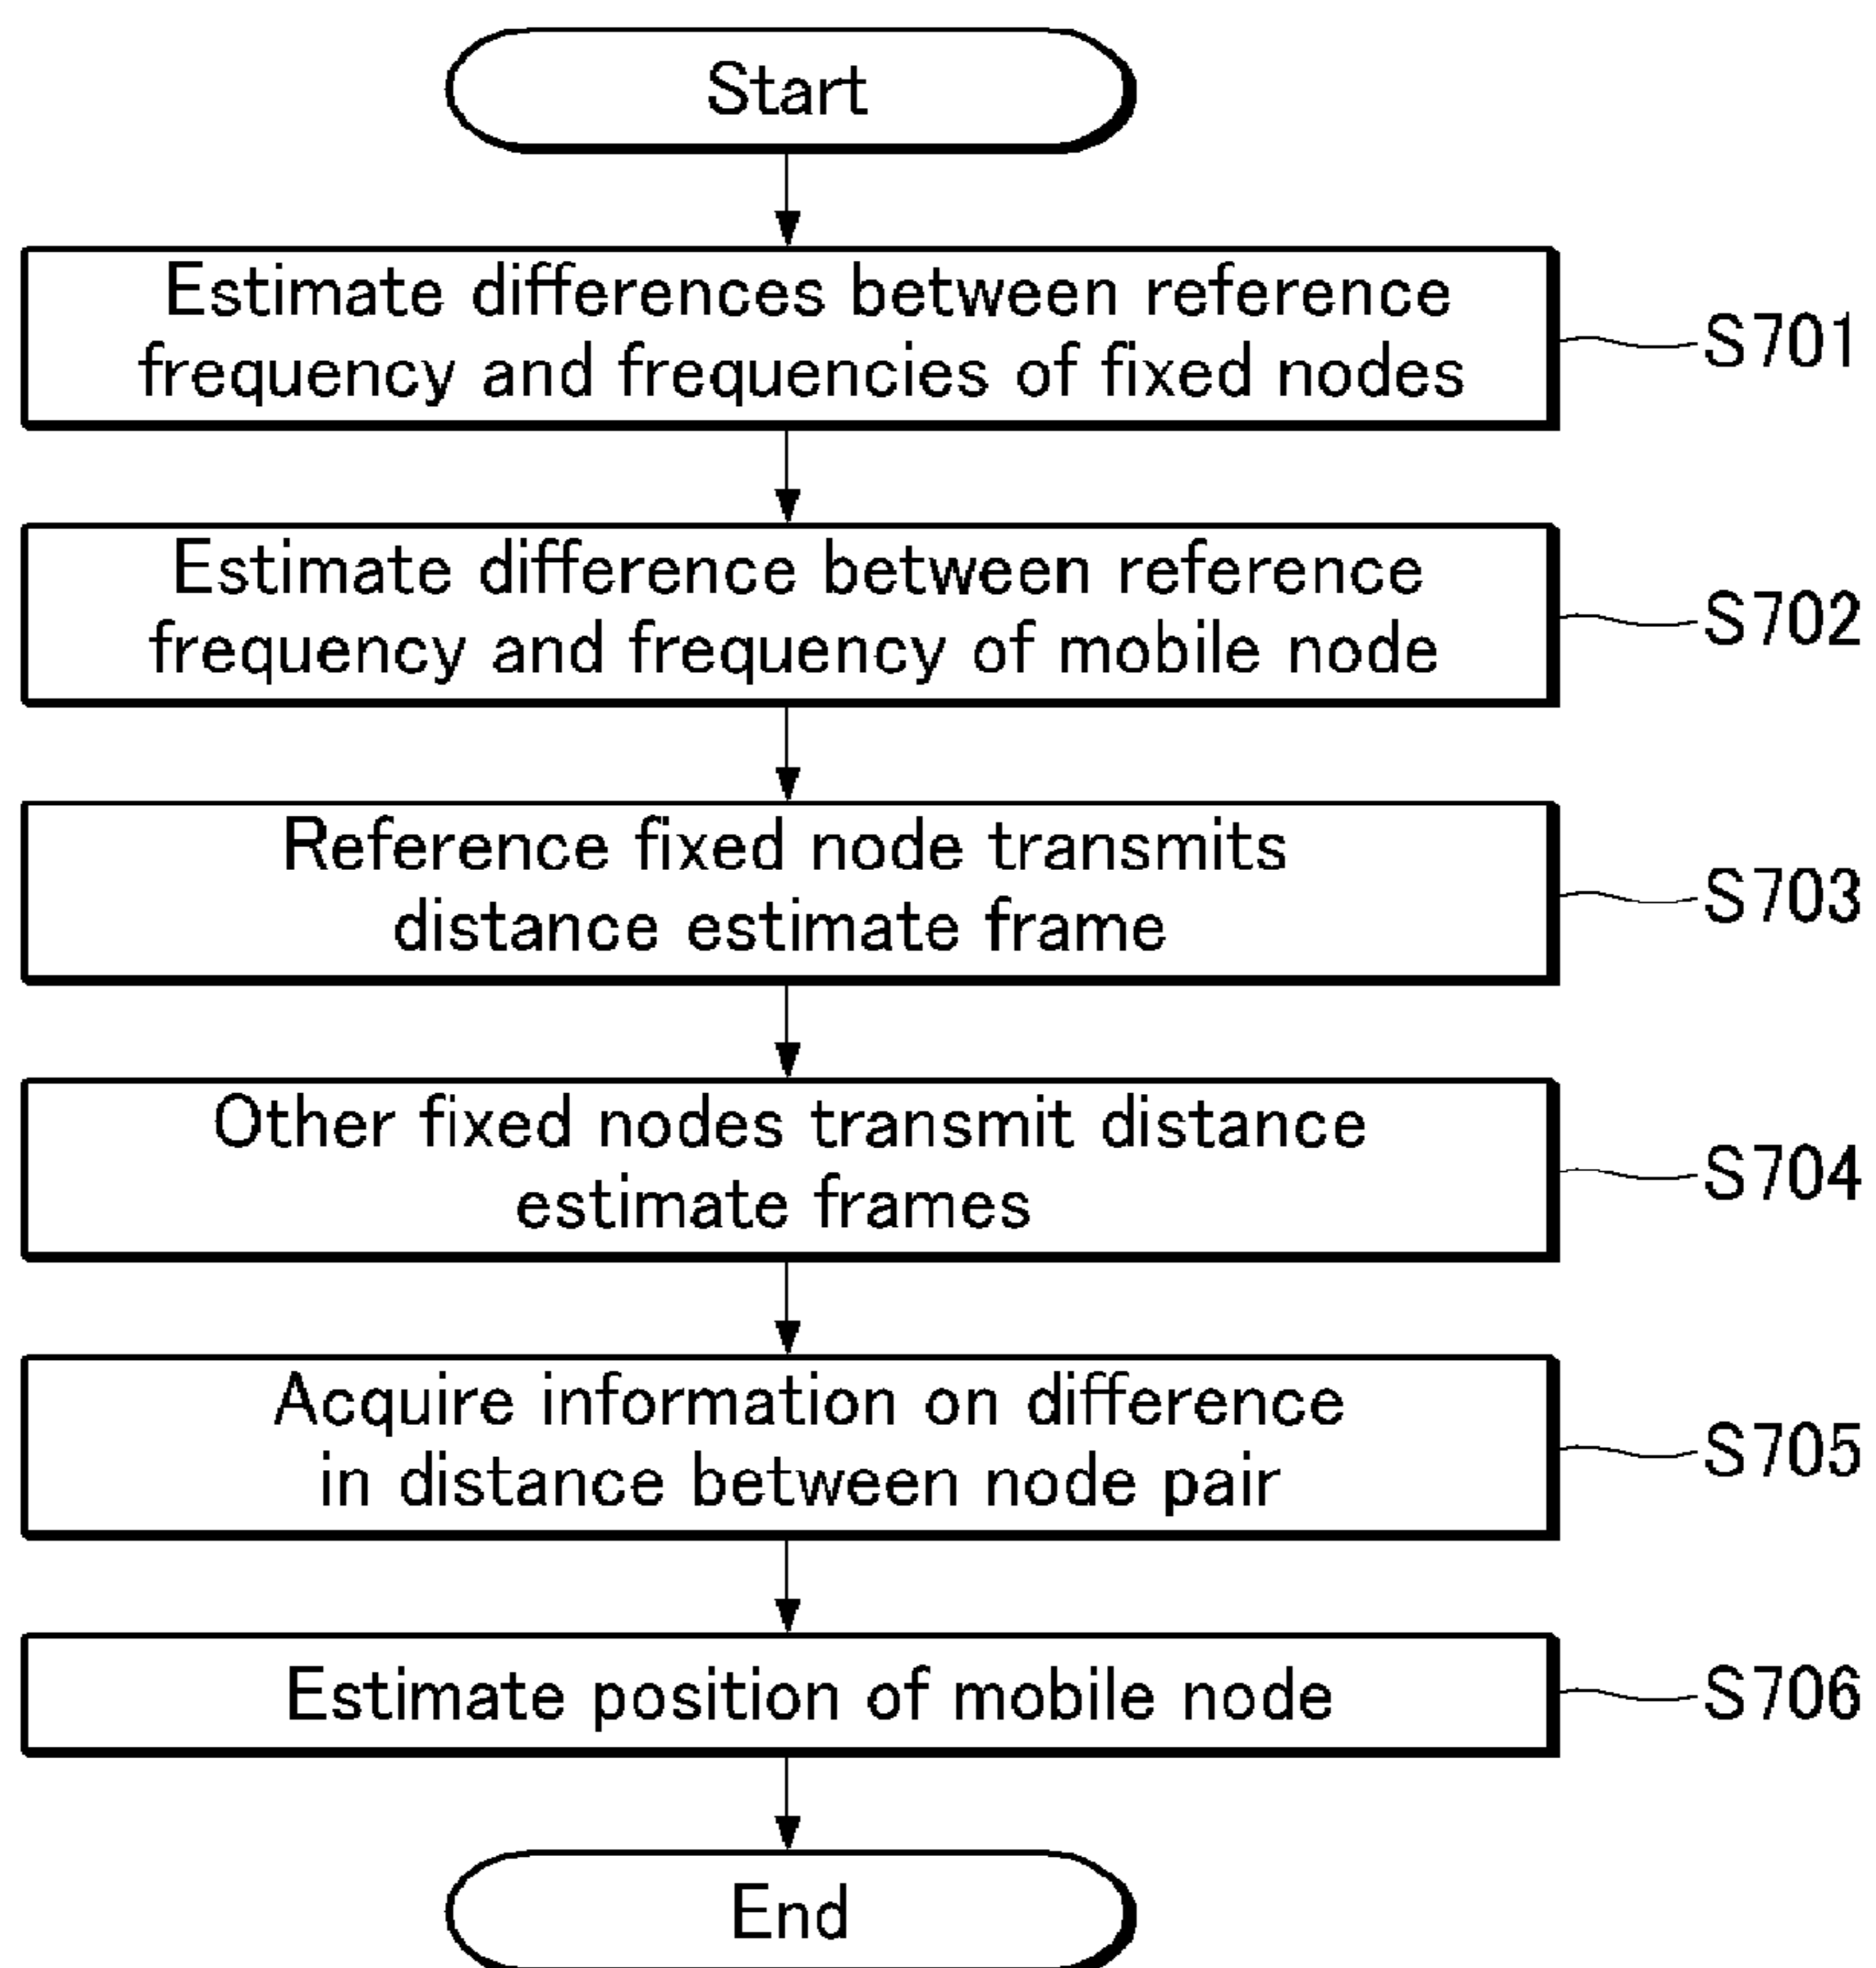 Start
Estimate differences between reference
frequency and frequencies of fixed nodes
S701
Estimate difference between reference
frequency and frequency of mobile node
S702
Reference fixed node transmits
distance estimate frame
S703
Other fixed nodes transmit distance
estimate frames
S704
Acquire information on difference
in distance between node pair
S705
Estimate position of mobile node
S706
End